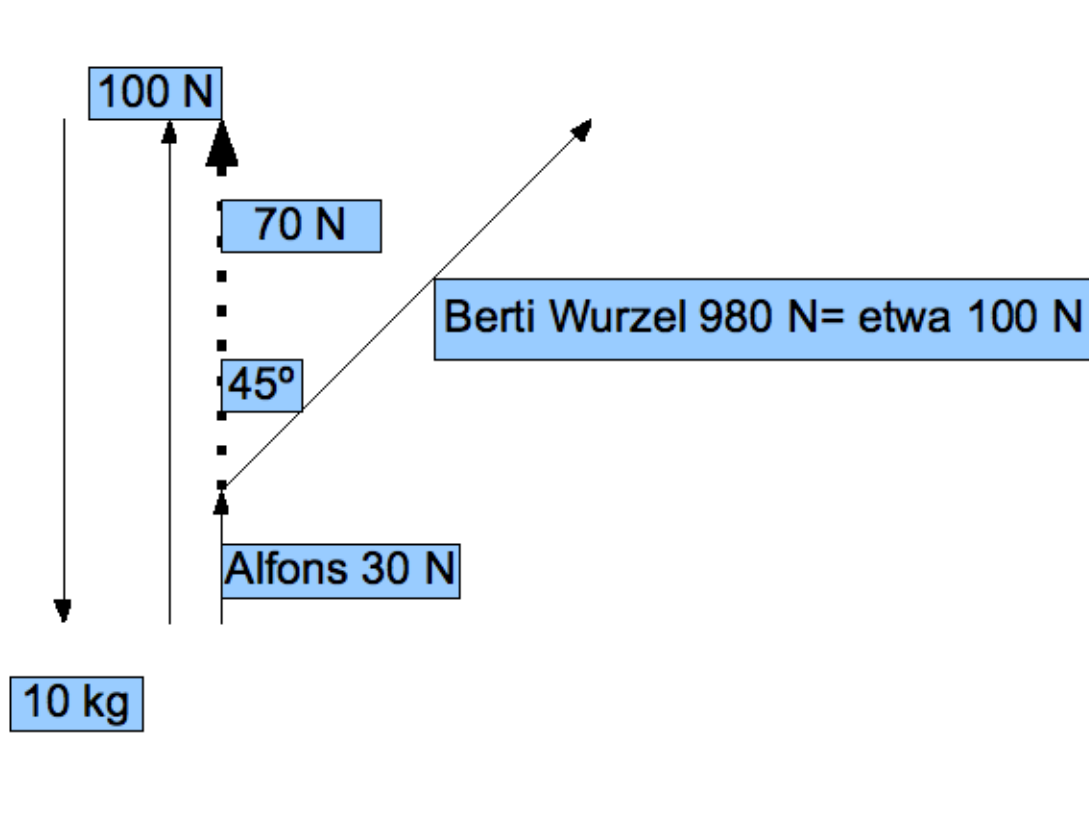 100 N
70 N
Berti Wurzel 980 N= etwa 100 N
45º
Alfons 30 N
10 kg